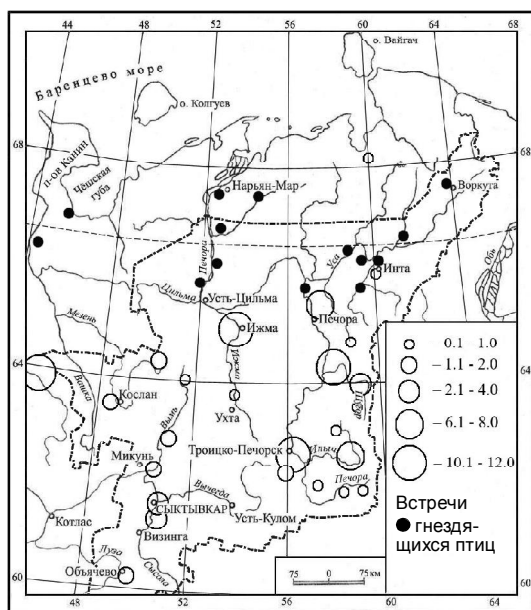 44 48 52 56 60 64
о. Вайгач
Баренцево море
о. Колгуев
68 68
п-ов Канин
Чёшская губа
Нарьян-Мар
Воркута
Печора
Уса
Обь
Инта
Цильма
Усть-Цильма
Печора
Мезень
Ижма
Ижма
64 64
Вашка
Кослан
Вымь
Ухта
Щугор
Троицко-Печорск
Илыч
Микунь
Печора
Вычегда
СЫКТЫВКАР
Усть-Кулом
Котлас
Визинга
Луза
Объячево
Сысола
60 60
48 52 56 60
75 0 75 км
0.1 1.0
– 1.1 - 2.0
– 2.1 - 4.0
– 6.1 - 8.0
– 10.1 - 12.0
Встречи
гнездя-
щихся птиц